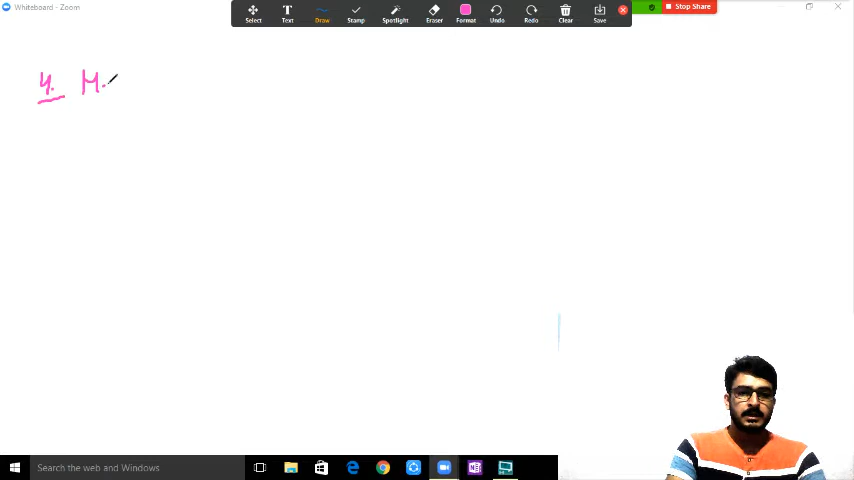 Whiteboard - Zoom
Select Text Draw Stamp Spotlight Eraser Format Undo Redo Clear Save
Stop Share
4. M.
Search the web and Windows